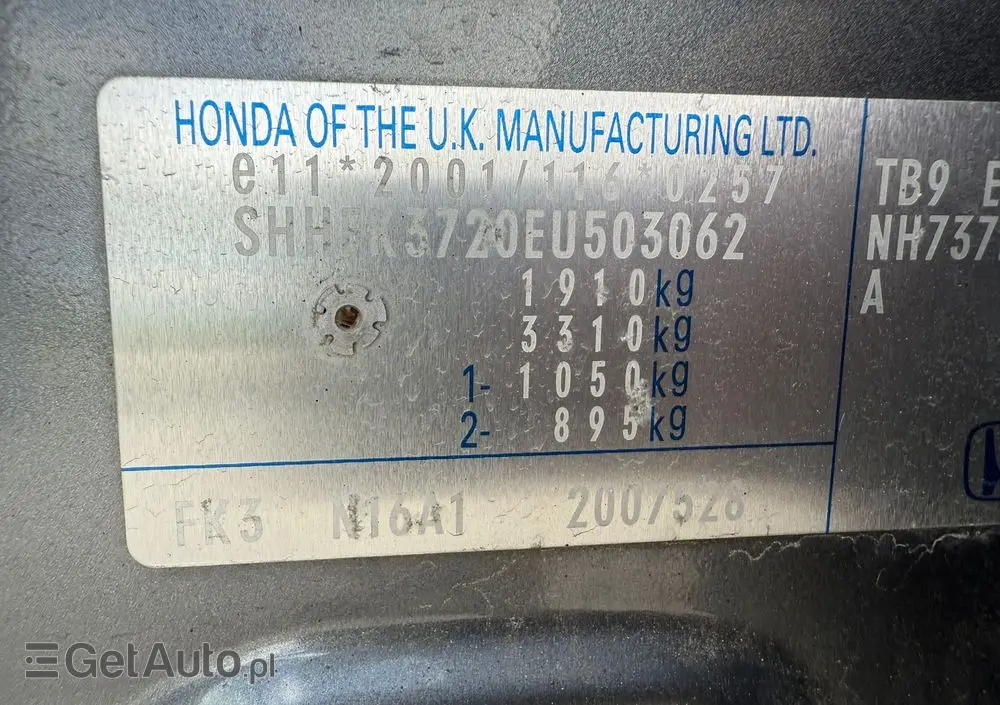 HONDA OF THE U.K. MANUFACTURING LTD.
e11*2001/116*0257
SHHFK3720EU503062
1910kg
3310kg
1- 1050kg
2- 895kg
FK3 N16A1 200/528
TB9
NH737
A
GetAuto.pl